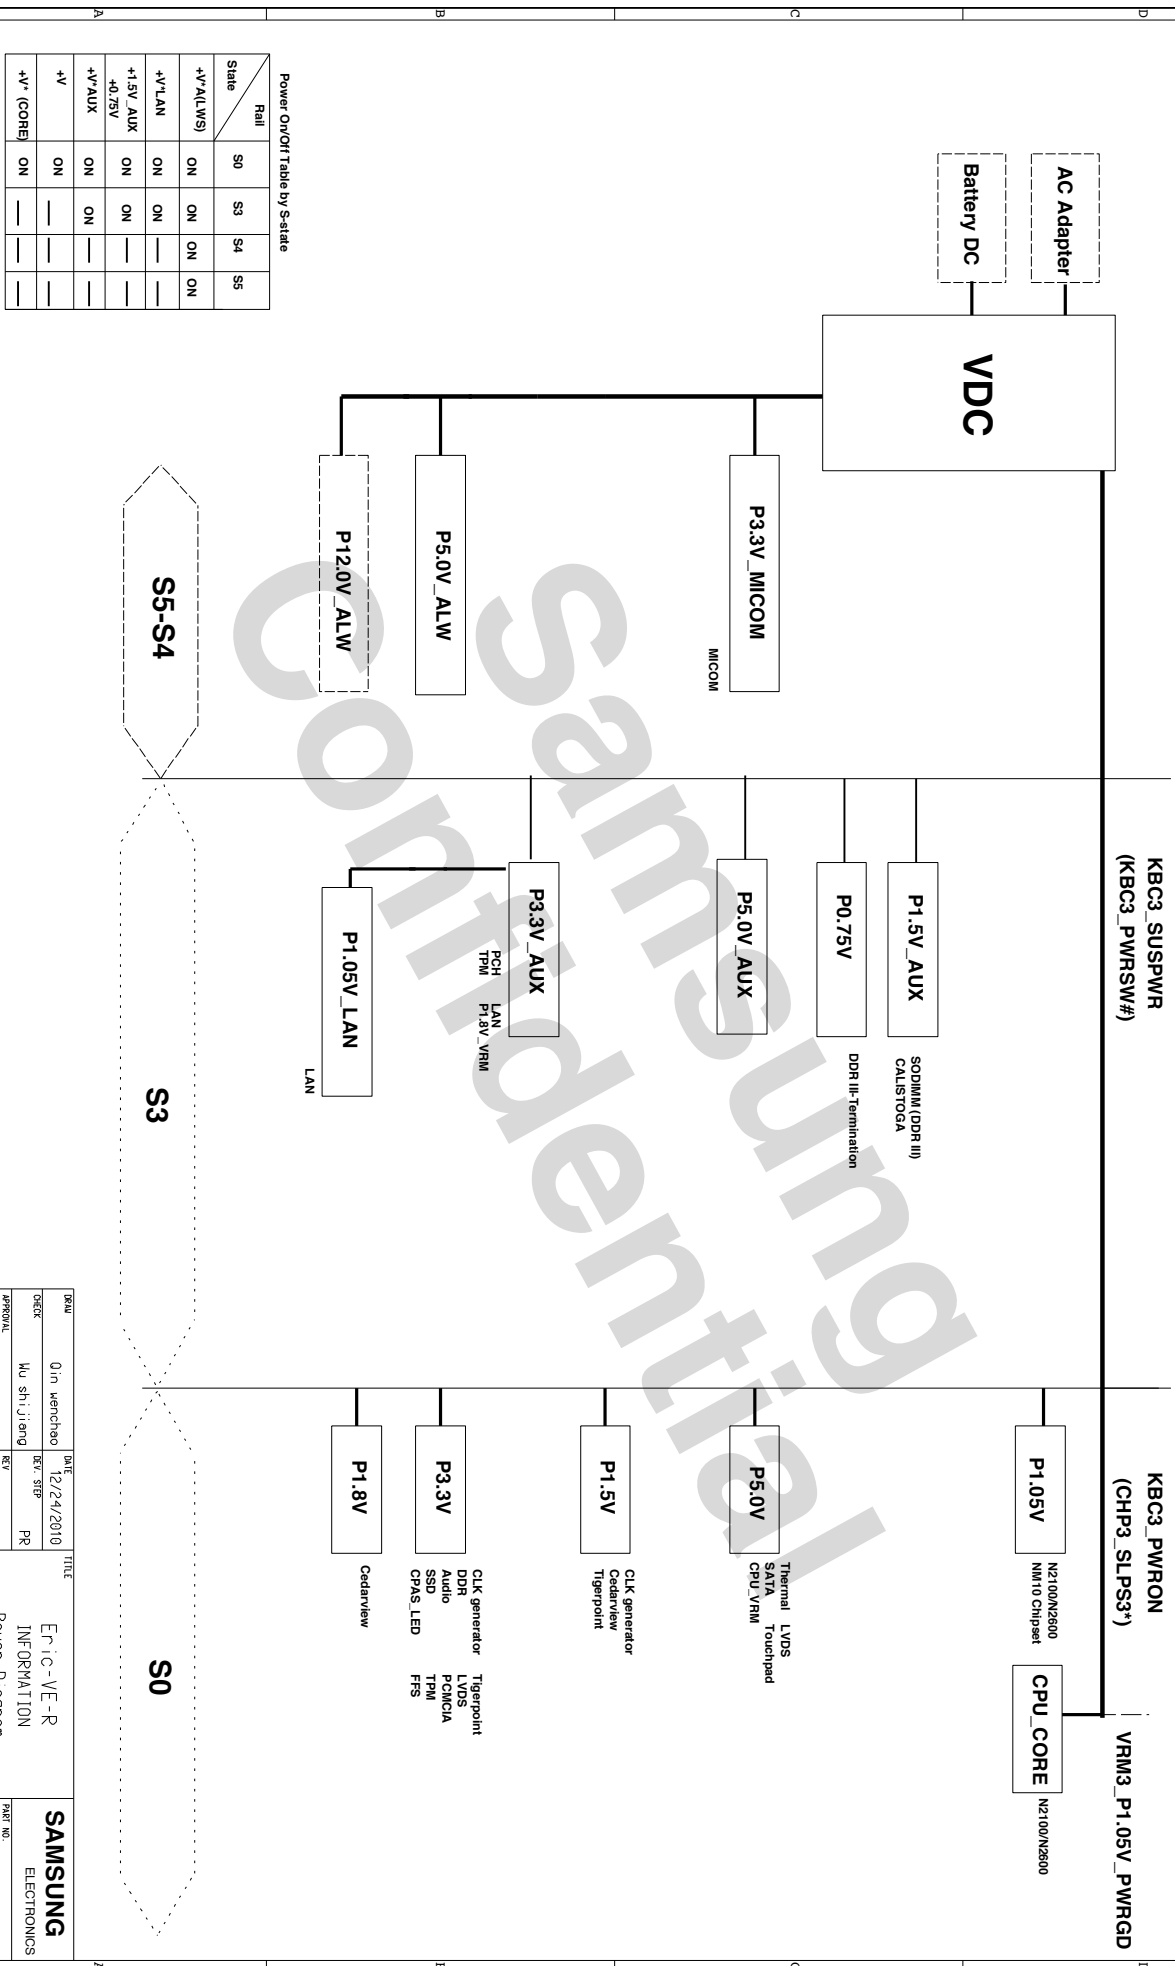 D
C
B
A
KBC3_SUSPWR
(KBC3_PWRSW#)
KBC3_PWRON
(CHP3_SLPS3*)
VRM3_P1.05V_PWRGD
AC Adapter
Battery DC
VDC
P3.3V_MICOM
MICOM
P5.0V_ALW
P12.0V_ALW
P1.5V_AUX
SODIMM (DDR III)
CALISTOGA
P0.75V
DDR III-Termination
P5.0V_AUX
P3.3V_AUX
PCH LAN
TPM P1.8V_VRM
P1.05V_LAN
LAN
P1.05V
N2100/N2600
NM10 Chipset
CPU_CORE
N2100/N2600
P5.0V
Thermal LVDS
SATA Touchpad
CPU_VRM
P1.5V
CLK generator
Cedarview
Tigerpoint
P3.3V
CLK generator Tigerpoint
DDR LVDS
Audio PCMCIA
SSD TPM
CPAS_LED FFS
P1.8V
Cedarview
S5-S4
S3
S0
Samsung
Confidential
Power On/Off Table by S-state
Rail
State S0 S3 S4 S5
+V*A(LWS) ON ON ON ON
+V*LAN ON ON — —
+1.5V_AUX
+0.75V ON ON — —
+V*AUX ON ON — —
+V ON — — —
+V* (CORE) ON — — —
DRAW Qin wenchao DATE 12/24/2010 TITLE Eric-VE-R
CHECK Wu shijiang DEV. STEP PR INFORMATION
APPROVAL REV PART NO.
SAMSUNG
ELECTRONICS